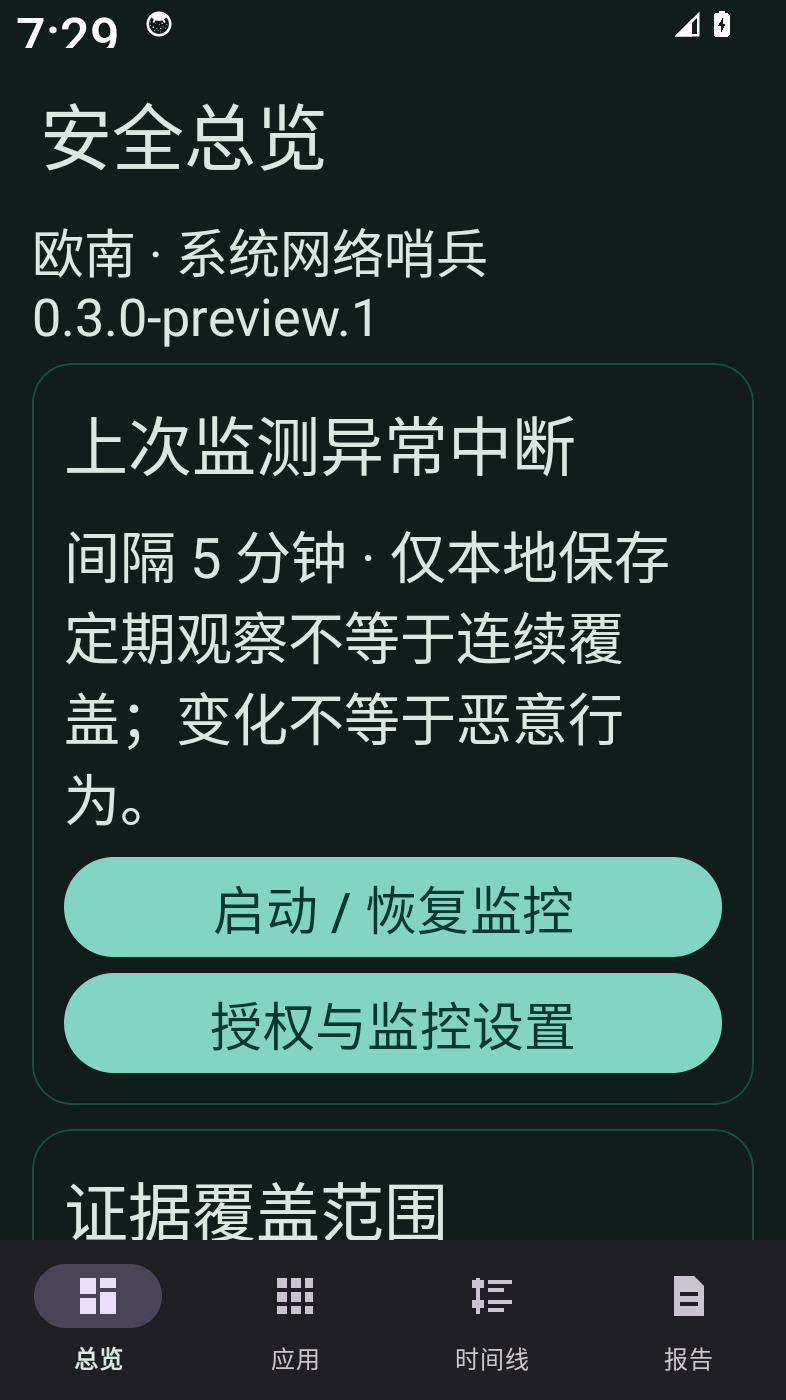 7:29
安全总览
欧南 · 系统网络哨兵
0.3.0-preview.1
上次监测异常中断
间隔 5 分钟 · 仅本地保存
定期观察不等于连续覆
盖；变化不等于恶意行
为。
启动 / 恢复监控
授权与监控设置
证据覆盖范围
总览
应用
时间线
报告